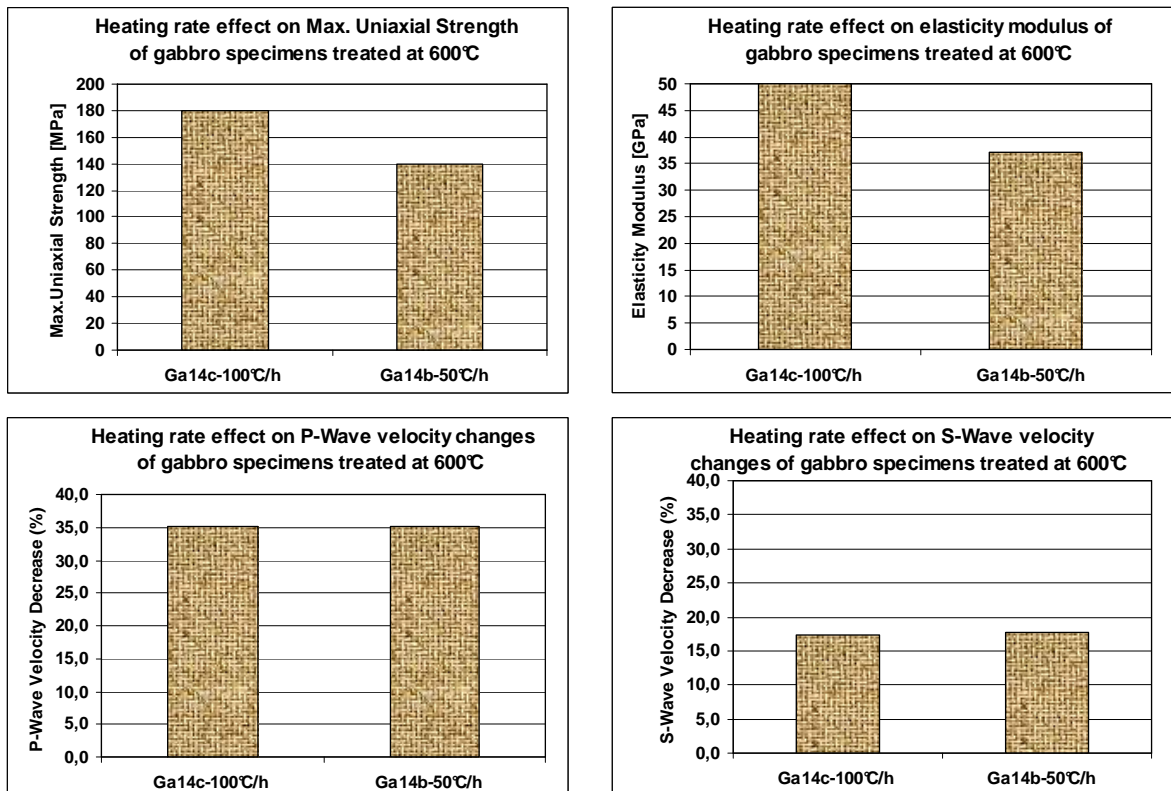 Heating rate effect on Max. Uniaxial Strength
of gabbro specimens treated at 600°C
200
180
160
140
120
100
80
60
40
20
0
Max.Uniaxial Strength [MPa]
Ga14c-100°C/h
Ga14b-50°C/h
Heating rate effect on elasticity modulus of
gabbro specimens treated at 600°C
50
45
40
35
30
25
20
15
10
5
0
Elasticity Modulus [GPa]
Ga14c-100°C/h
Ga14b-50°C/h
Heating rate effect on P-Wave velocity changes
of gabbro specimens treated at 600°C
40,0
35,0
30,0
25,0
20,0
15,0
10,0
5,0
0,0
P-Wave Velocity Decrease (%)
Ga14c-100°C/h
Ga14b-50°C/h
Heating rate effect on S-Wave velocity
changes of gabbro specimens treated at 600°C
40,0
35,0
30,0
25,0
20,0
15,0
10,0
5,0
0,0
S-Wave Velocity Decrease (%)
Ga14c-100°C/h
Ga14b-50°C/h